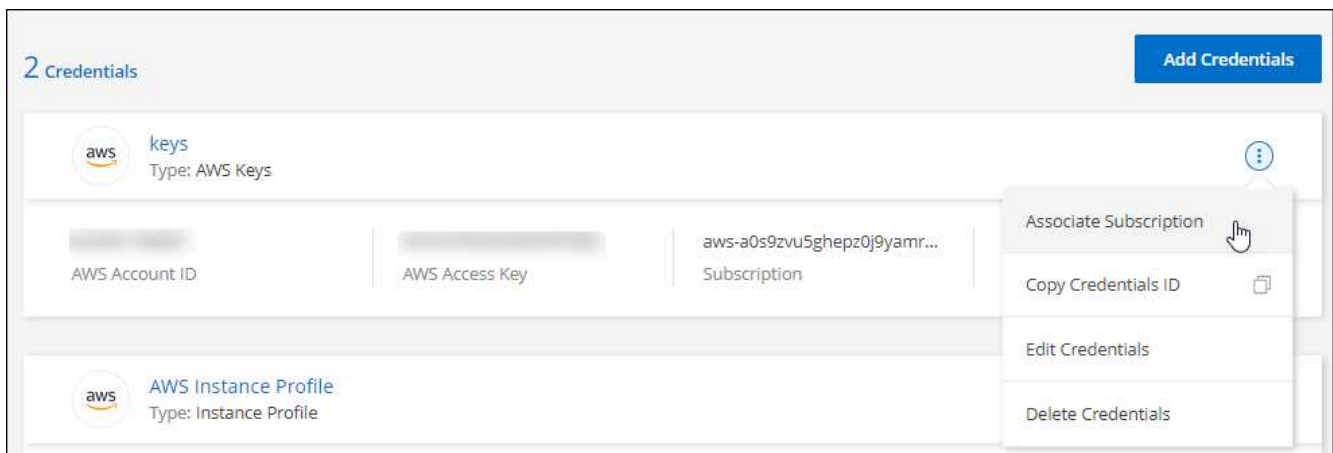 2 Credentials
Add Credentials
aws
keys
Type: AWS Keys
Associate Subscription
aws-a0s9zvu5ghepz0j9yamr...
AWS Account ID
AWS Access Key
Subscription
Copy Credentials ID
Edit Credentials
aws
AWS Instance Profile
Type: Instance Profile
Delete Credentials